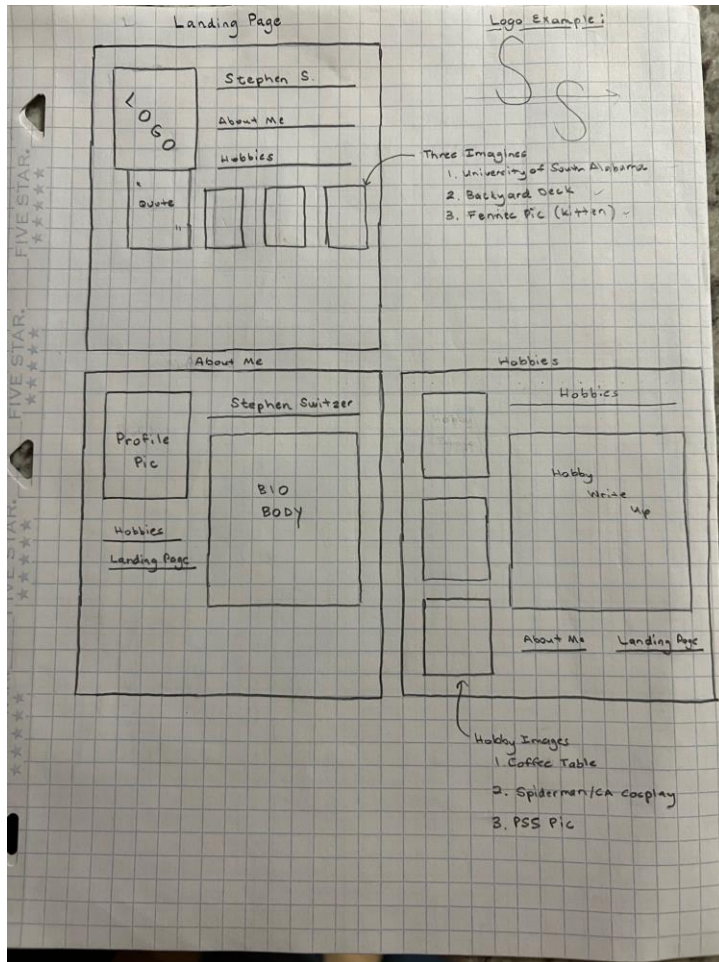 Landing Page
LOGO
Stephen S.
About Me
Hobbies
"Quote"
Logo Example:
S
S
Three Imagines
1. University of South Alabama
2. Backyard Deck
3. Fennec Pic (kitten)
About Me
Profile
Pic
Stephen Switzer
BIO
BODY
Hobbies
Landing Page
Hobbies
Hobbies
Hobby
Write
Up
About Me Landing Page
Hobby Images
1. Coffee Table
2. Spiderman/CA Cosplay
3. PS5 Pic
FIVE STAR.
FIVE STAR.